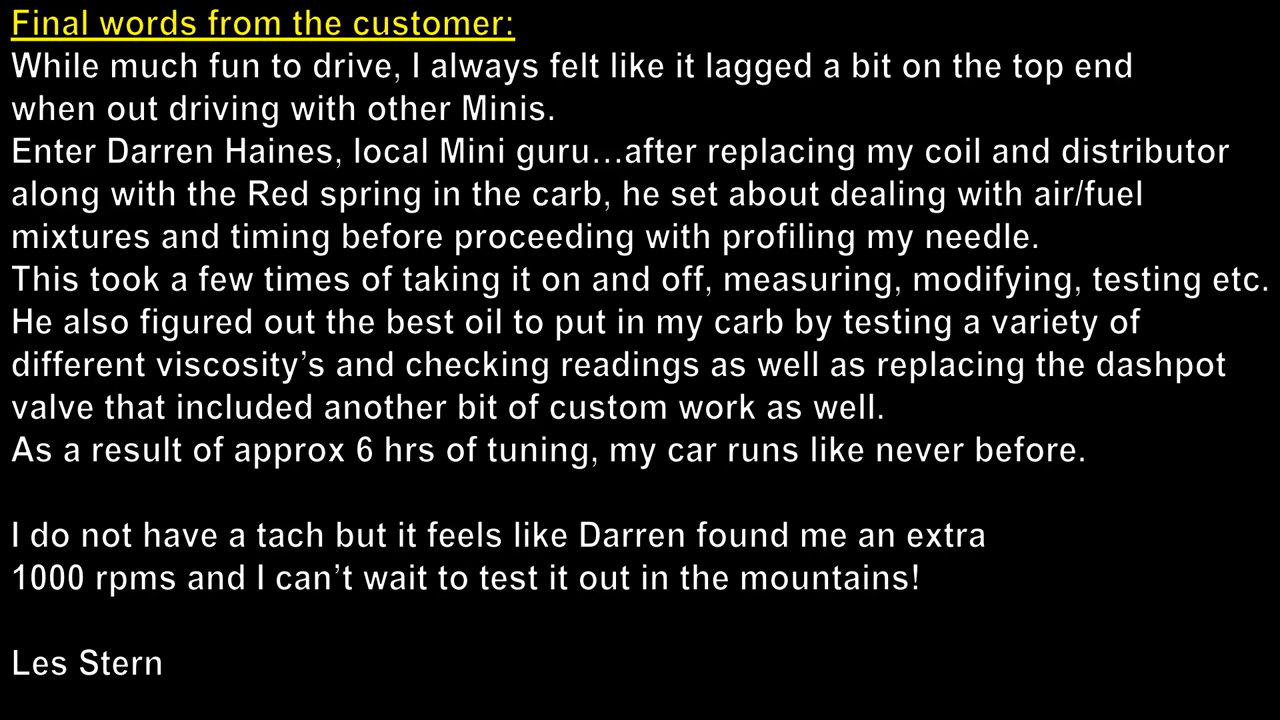 Final words from the customer:
While much fun to drive, I always felt like it lagged a bit on the top end
when out driving with other Minis.
Enter Darren Haines, local Mini guru…after replacing my coil and distributor
along with the Red spring in the carb, he set about dealing with air/fuel
mixtures and timing before proceeding with profiling my needle.
This took a few times of taking it on and off, measuring, modifying, testing etc.
He also figured out the best oil to put in my carb by testing a variety of
different viscosity’s and checking readings as well as replacing the dashpot
valve that included another bit of custom work as well.
As a result of approx 6 hrs of tuning, my car runs like never before.
I do not have a tach but it feels like Darren found me an extra
1000 rpms and I can’t wait to test it out in the mountains!
Les Stern